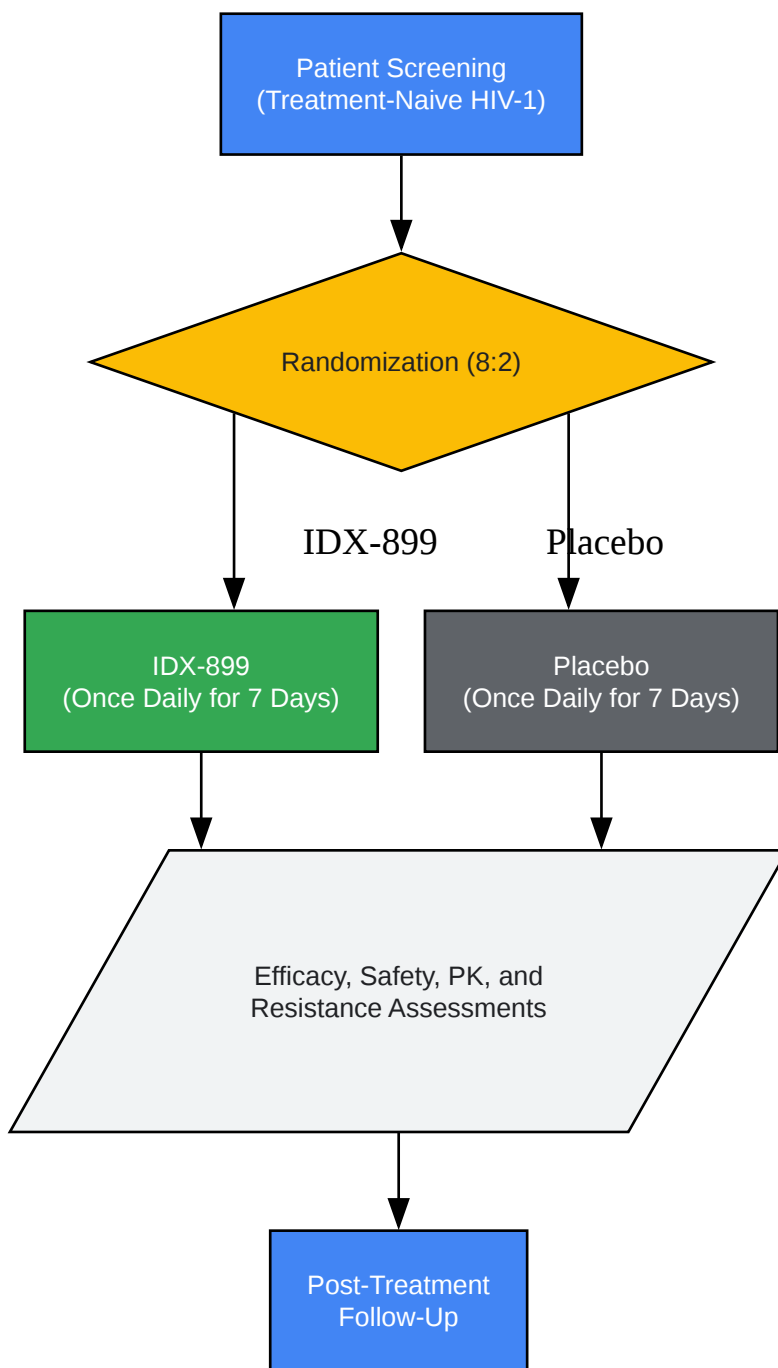 Patient Screening
(Treatment-Naive HIV-1)
Randomization (8:2)
IDX-899
Placebo
IDX-899
(Once Daily for 7 Days)
Placebo
(Once Daily for 7 Days)
Efficacy, Safety, PK, and
Resistance Assessments
Post-Treatment
Follow-Up